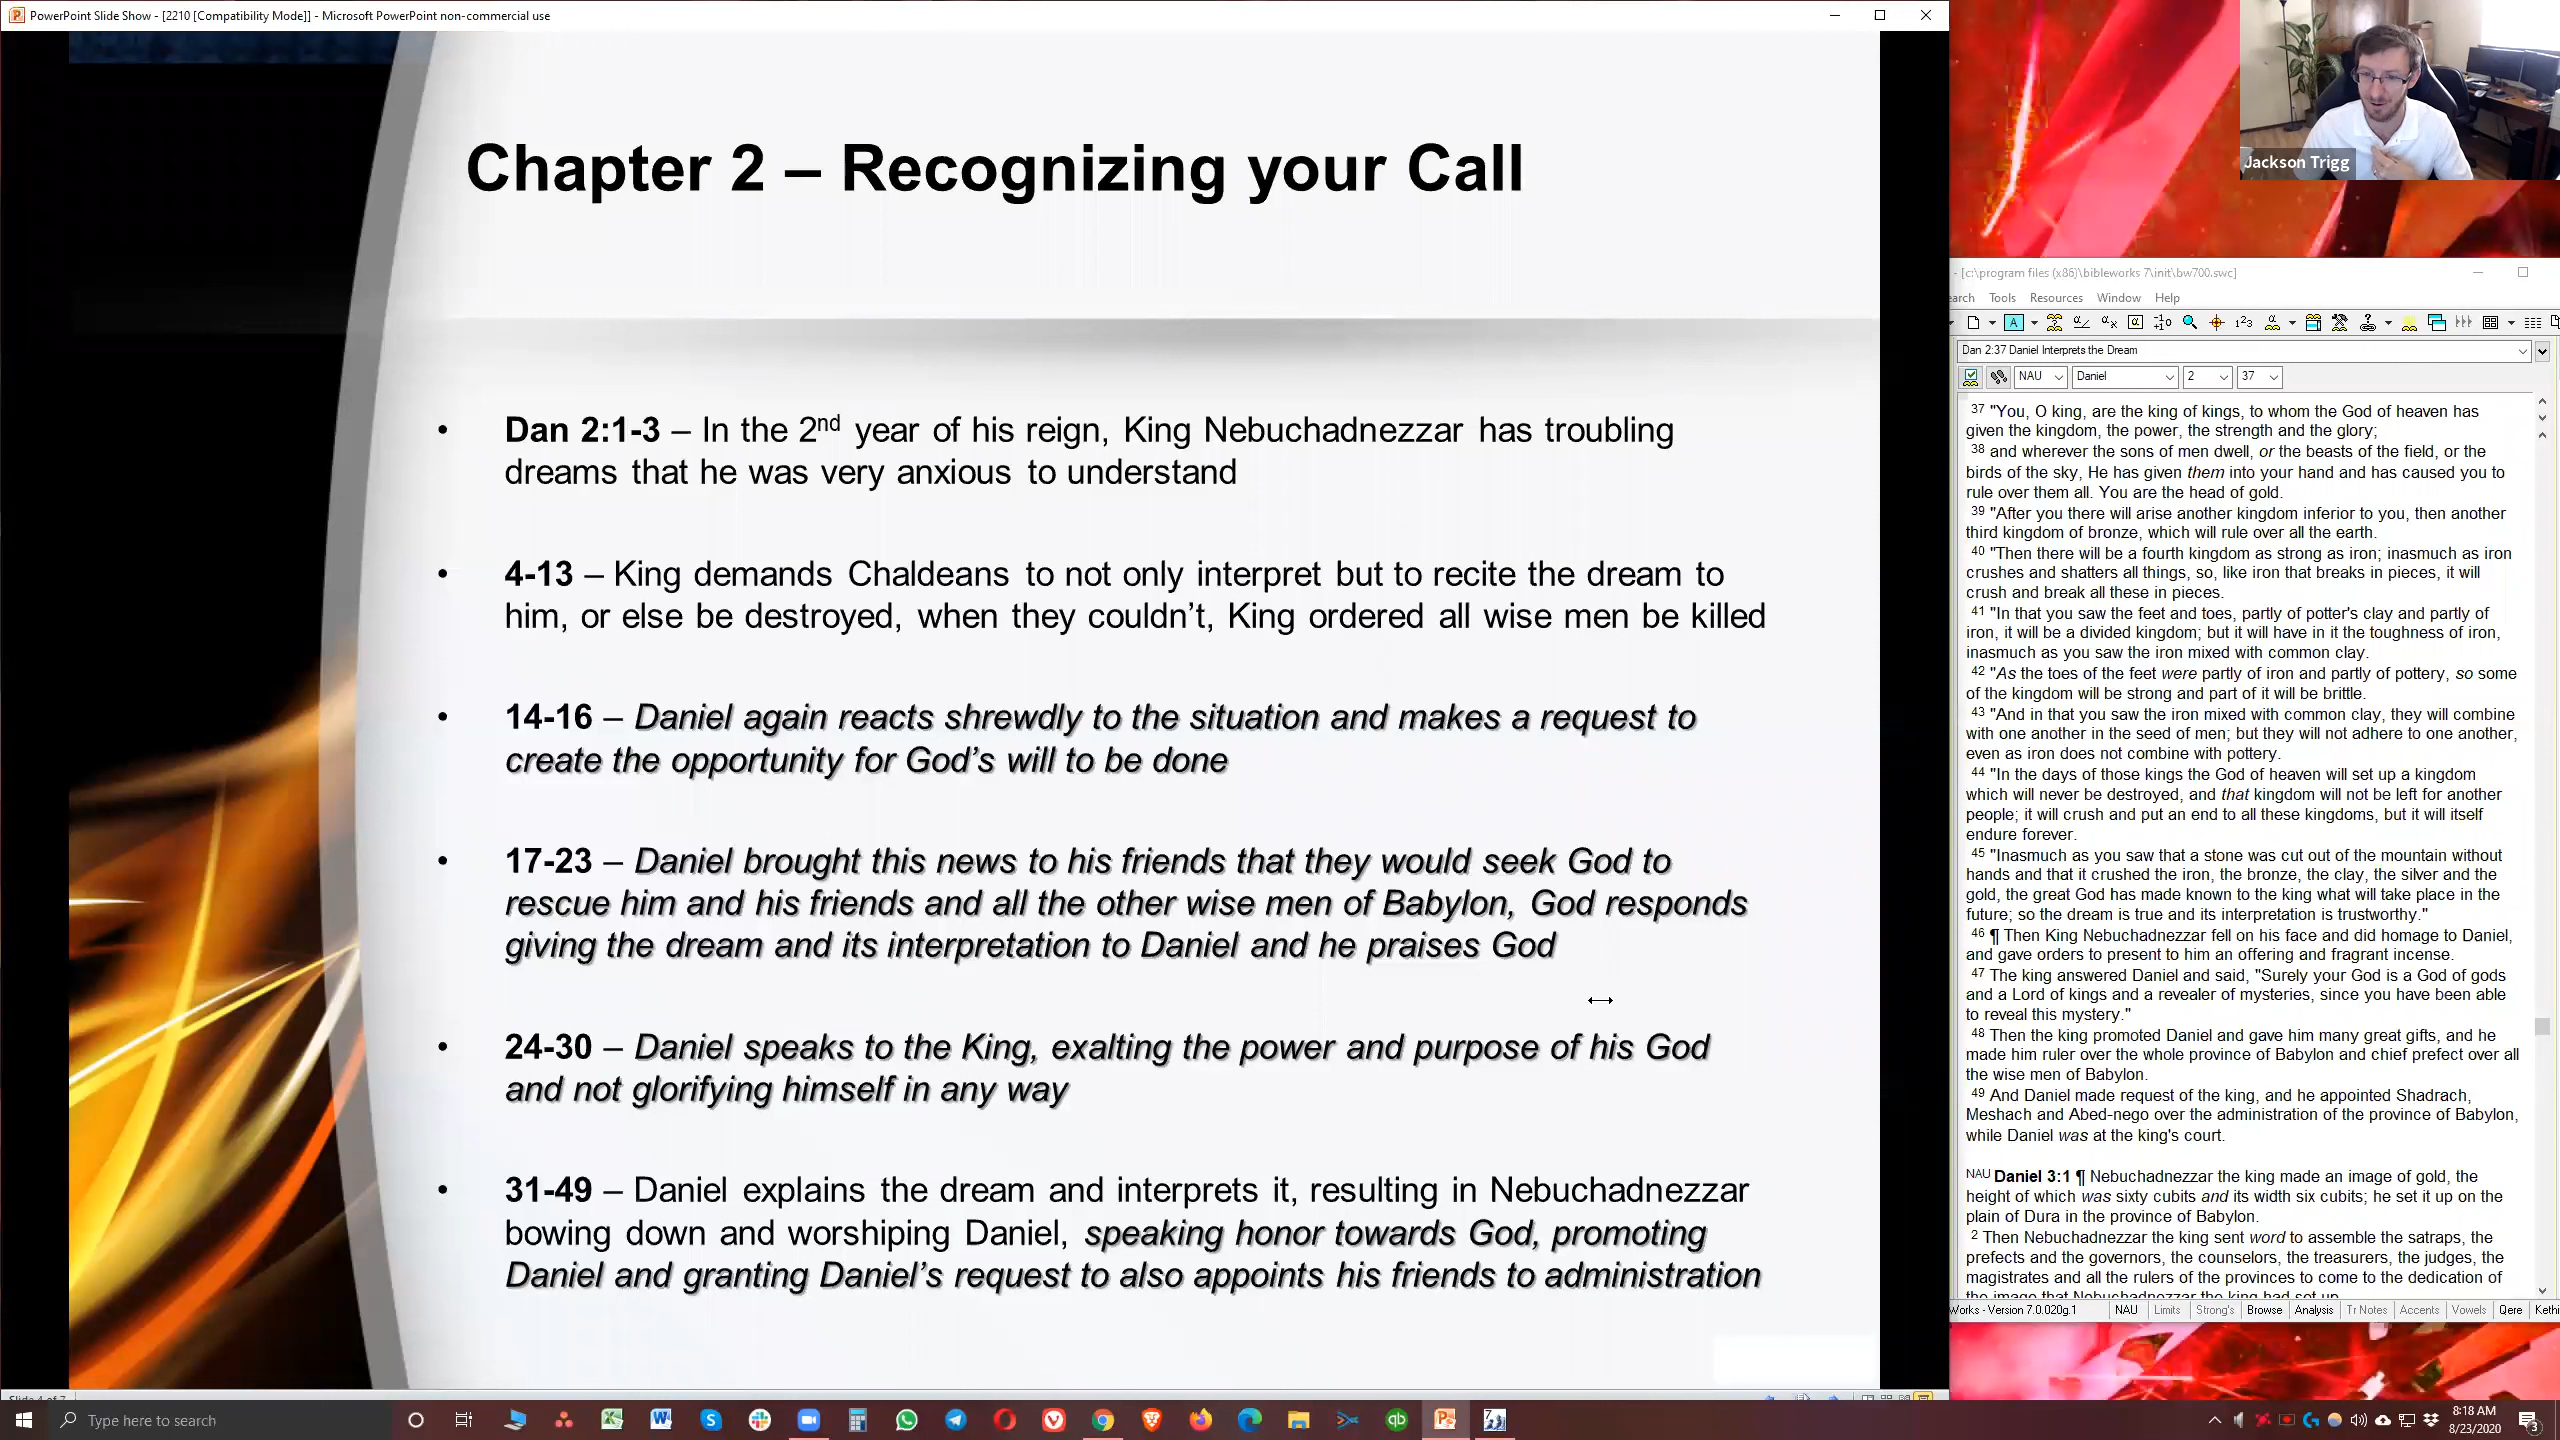 PowerPoint Slide Show - [2210 [Compatibility Mode]] - Microsoft PowerPoint non-commercial use
Chapter 2 – Recognizing your Call
• Dan 2:1-3 – In the 2nd year of his reign, King Nebuchadnezzar has troubling
dreams that he was very anxious to understand
• 4-13 – King demands Chaldeans to not only interpret but to recite the dream to
him, or else be destroyed, when they couldn’t, King ordered all wise men be killed
• 14-16 – Daniel again reacts shrewdly to the situation and makes a request to
create the opportunity for God’s will to be done
• 17-23 – Daniel brought this news to his friends that they would seek God to
rescue him and his friends and all the other wise men of Babylon, God responds
giving the dream and its interpretation to Daniel and he praises God
• 24-30 – Daniel speaks to the King, exalting the power and purpose of his God
and not glorifying himself in any way
• 31-49 – Daniel explains the dream and interprets it, resulting in Nebuchadnezzar
bowing down and worshiping Daniel, speaking honor towards God, promoting
Daniel and granting Daniel’s request to also appoints his friends to administration
Jackson Trigg
- [c:\program files (x86)\bibleworks 7\init\bw700.swc]
earch Tools Resources Window Help
Dan 2:37 Daniel Interprets the Dream
NAU Daniel 2 37
37 "You, O king, are the king of kings, to whom the God of heaven has
given the kingdom, the power, the strength and the glory;
38 and wherever the sons of men dwell, or the beasts of the field, or the
birds of the sky, He has given them into your hand and has caused you to
rule over them all. You are the head of gold.
39 "After you there will arise another kingdom inferior to you, then another
third kingdom of bronze, which will rule over all the earth.
40 "Then there will be a fourth kingdom as strong as iron; inasmuch as iron
crushes and shatters all things, so, like iron that breaks in pieces, it will
crush and break all these in pieces.
41 "In that you saw the feet and toes, partly of potter's clay and partly of
iron, it will be a divided kingdom; but it will have in it the toughness of iron,
inasmuch as you saw the iron mixed with common clay.
42 "As the toes of the feet were partly of iron and partly of pottery, so some
of the kingdom will be strong and part of it will be brittle.
43 "And in that you saw the iron mixed with common clay, they will combine
with one another in the seed of men; but they will not adhere to one another,
even as iron does not combine with pottery.
44 "In the days of those kings the God of heaven will set up a kingdom
which will never be destroyed, and that kingdom will not be left for another
people; it will crush and put an end to all these kingdoms, but it will itself
endure forever.
45 "Inasmuch as you saw that a stone was cut out of the mountain without
hands and that it crushed the iron, the bronze, the clay, the silver and the
gold, the great God has made known to the king what will take place in the
future; so the dream is true and its interpretation is trustworthy."
46 ¶ Then King Nebuchadnezzar fell on his face and did homage to Daniel,
and gave orders to present to him an offering and fragrant incense.
47 The king answered Daniel and said, "Surely your God is a God of gods
and a Lord of kings and a revealer of mysteries, since you have been able
to reveal this mystery."
48 Then the king promoted Daniel and gave him many great gifts, and he
made him ruler over the whole province of Babylon and chief prefect over all
the wise men of Babylon.
49 And Daniel made request of the king, and he appointed Shadrach,
Meshach and Abed-nego over the administration of the province of Babylon,
while Daniel was at the king's court.
NAU Daniel 3:1 ¶ Nebuchadnezzar the king made an image of gold, the
height of which was sixty cubits and its width six cubits; he set it up on the
plain of Dura in the province of Babylon.
2 Then Nebuchadnezzar the king sent word to assemble the satraps, the
prefects and the governors, the counselors, the treasurers, the judges, the
magistrates and all the rulers of the provinces to come to the dedication of
the image that Nebuchadnezzar the king had set up
Works - Version 7.0.020g.1 NAU Limits Strong's Browse Analysis Tr Notes Accents Vowels Qere Kethi
Slide 4 of 7
Type here to search
8:18 AM
8/23/2020
3